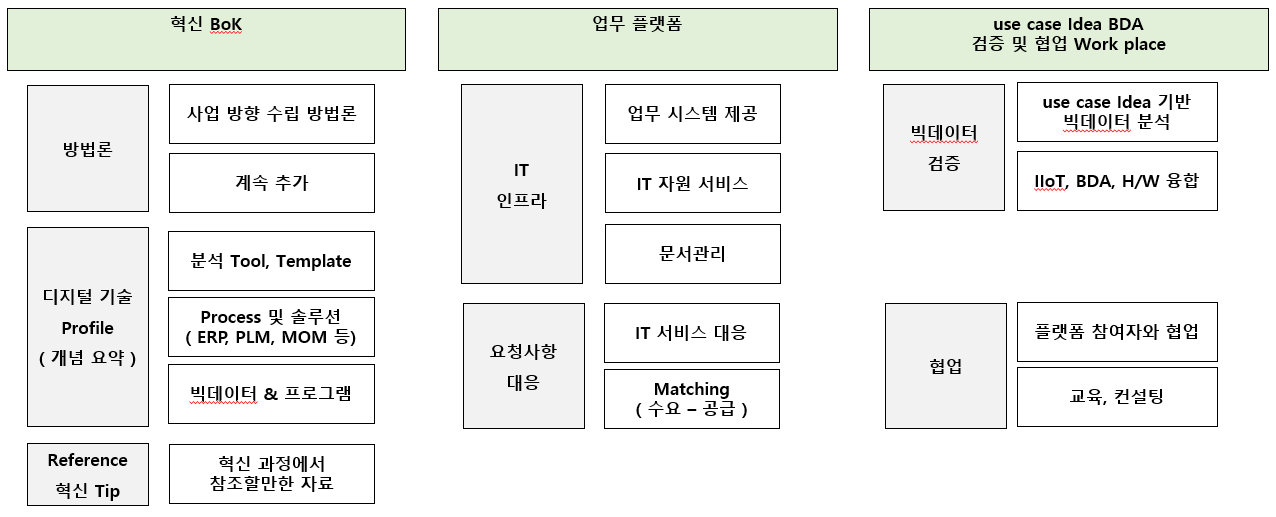 혁신 BoK
방법론
사업 방향 수립 방법론
계속 추가
디지털 기술
Profile
( 개념 요약 )
분석 Tool, Template
Process 및 솔루션
( ERP, PLM, MOM 등)
빅데이터 & 프로그램
Reference
혁신 Tip
혁신 과정에서
참조할만한 자료
업무 플랫폼
IT
인프라
업무 시스템 제공
IT 자원 서비스
문서관리
요청사항
대응
IT 서비스 대응
Matching
( 수요 – 공급 )
use case Idea BDA
검증 및 협업 Work place
빅데이터
검증
use case Idea 기반
빅데이터 분석
IIoT, BDA, H/W 융합
협업
플랫폼 참여자와 협업
교육, 컨설팅